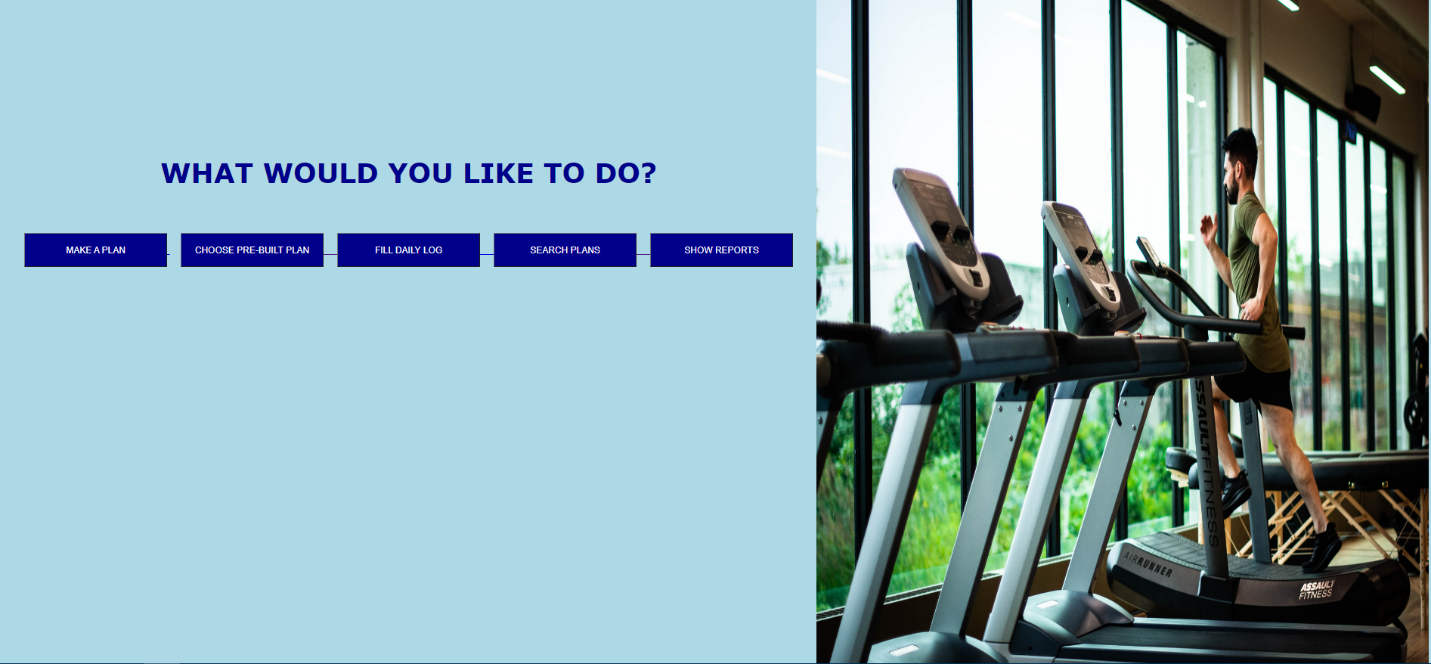 WHAT WOULD YOU LIKE TO DO?
MAKE A PLAN
CHOOSE PRE-BUILT PLAN
FILL DAILY LOG
SEARCH PLANS
SHOW REPORTS
ASSAULTFITNESS
AIRRUNNER
ASSAULT
FITNESS